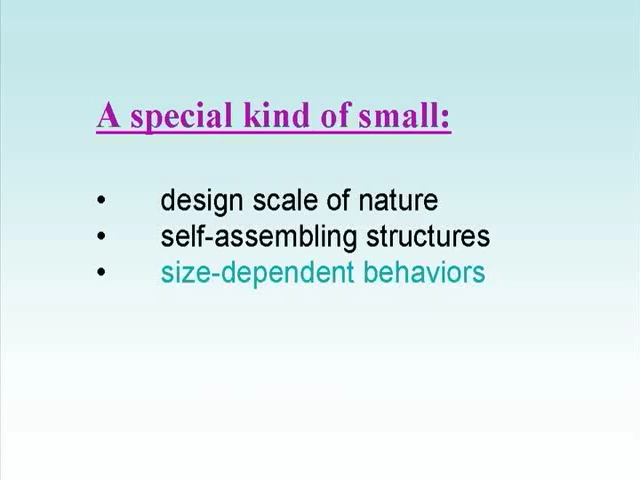 A special kind of small:
• design scale of nature
• self-assembling structures
• size-dependent behaviors